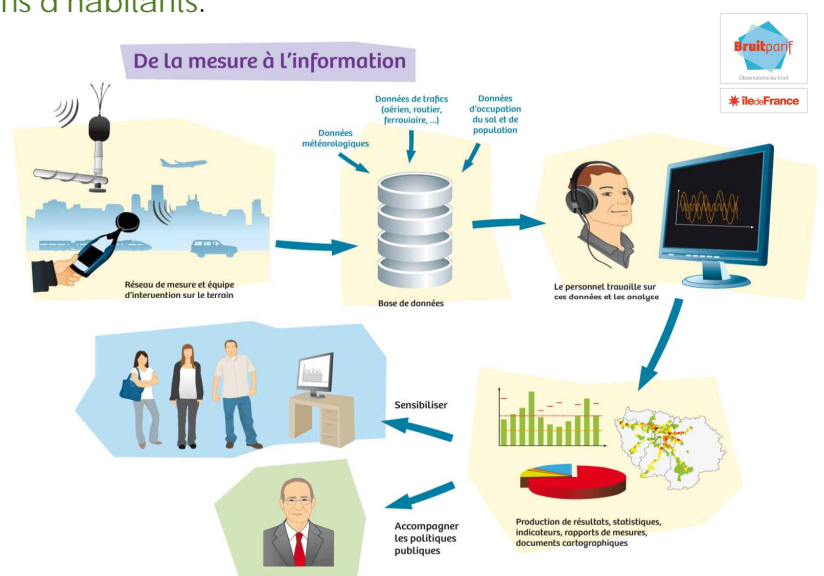 ns d'habitants.
De la mesure à l'information
Bruitparif
Observatoire du bruit
îledeFrance
Données
météorologiques
Données de trafics
(aérien, routier,
ferrouiaire, ...)
Données
d'occupation
du sol et de
population
Réseau de mesure et équipe
d'intervention sur le terrain
Base de données
Le personnel travaille sur
ces données et les analyse
Sensibiliser
Accompagner
les politiques
publiques
Production de résultats, statistiques,
indicateurs, rapports de mesures,
documents cartographiques